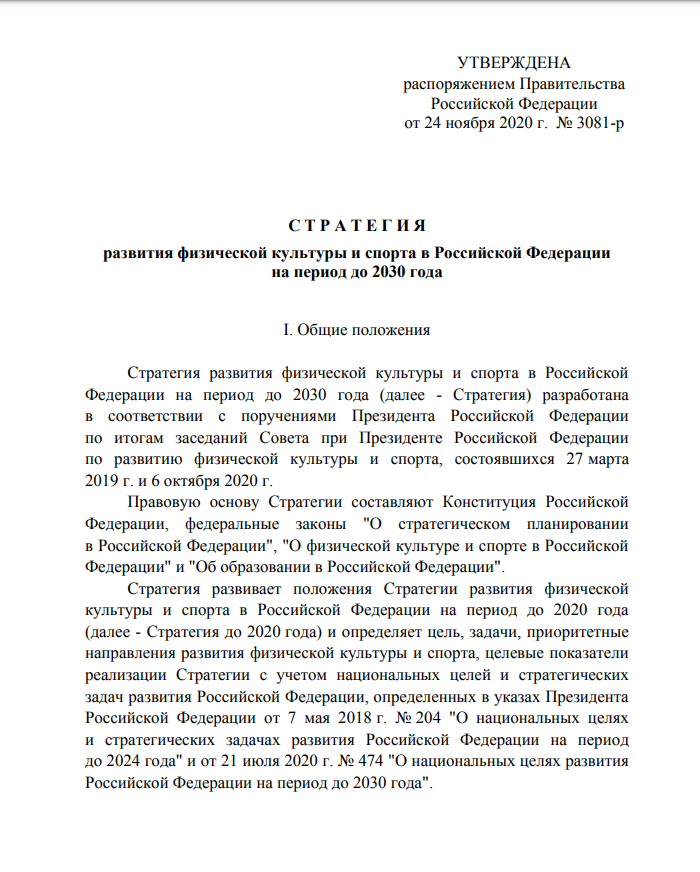 УТВЕРЖДЕНА
распоряжением Правительства
Российской Федерации
от 24 ноября 2020 г. № 3081-р
С Т Р А Т Е Г И Я
развития физической культуры и спорта в Российской Федерации
на период до 2030 года
I. Общие положения
Стратегия развития физической культуры и спорта в Российской
Федерации на период до 2030 года (далее - Стратегия) разработана
в соответствии с поручениями Президента Российской Федерации
по итогам заседаний Совета при Президенте Российской Федерации
по развитию физической культуры и спорта, состоявшихся 27 марта
2019 г. и 6 октября 2020 г.
Правовую основу Стратегии составляют Конституция Российской
Федерации, федеральные законы "О стратегическом планировании
в Российской Федерации", "О физической культуре и спорте в Российской
Федерации" и "Об образовании в Российской Федерации".
Стратегия развивает положения Стратегии развития физической
культуры и спорта в Российской Федерации на период до 2020 года
(далее - Стратегия до 2020 года) и определяет цель, задачи, приоритетные
направления развития физической культуры и спорта, целевые показатели
реализации Стратегии с учетом национальных целей и стратегических
задач развития Российской Федерации, определенных в указах Президента
Российской Федерации от 7 мая 2018 г. № 204 "О национальных целях
и стратегических задачах развития Российской Федерации на период
до 2024 года" и от 21 июля 2020 г. № 474 "О национальных целях развития
Российской Федерации на период до 2030 года".